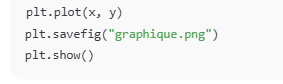 plt.plot(x, y)
plt.savefig("graphique.png")
plt.show()